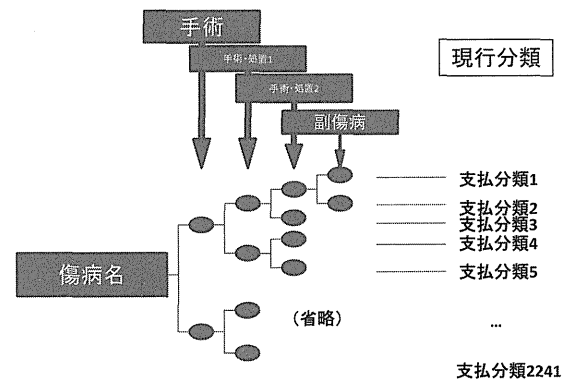 手術
手術・処置1
現行分類
手術・処置2
副傷病
支払分類1
支払分類2
支払分類3
支払分類4
傷病名
支払分類5
(省略)
...
支払分類2241